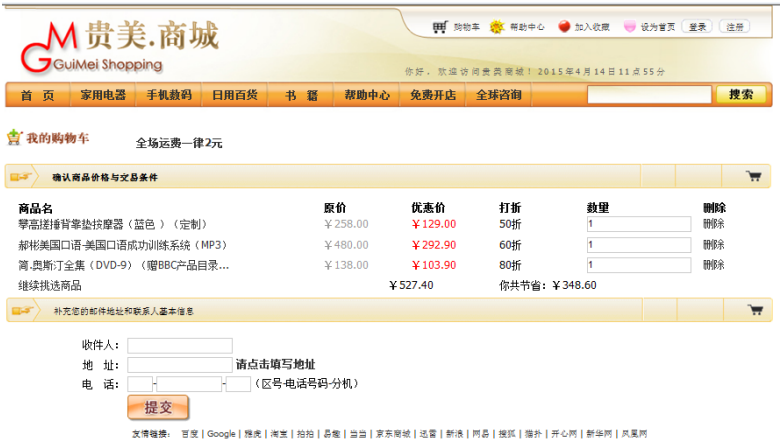 贵美.商城
GuiMei Shopping
购物车 帮助中心 加入收藏 设为首页 登录 注册
你好，欢迎访问贵美商城！2015年4月14日11点55分
首 页 家用电器 手机数码 日用百货 书 籍 帮助中心 免费开店 全球咨询 搜索
我的购物车 全场运费一律2元
确认商品价格与交易条件
商品名 原价 优惠价 打折 数量 删除
攀高搓捶背靠垫按摩器（蓝色 ）（定制） ￥258.00 ￥129.00 50折 1 删除
郝彬美国口语-美国口语成功训练系统（MP3） ￥480.00 ￥292.90 60折 1 删除
简.奥斯汀全集（DVD-9）（赠BBC产品目录... ￥138.00 ￥103.90 80折 1 删除
继续挑选商品 ￥527.40 你共节省：￥348.60
补充您的邮件地址和联系人基本信息
收件人：
地 址： 请点击填写地址
电 话： - - （区号-电话号码-分机）
提交
友情链接： 百度 | Google | 雅虎 | 淘宝 | 拍拍 | 易趣 | 当当 | 京东商城 | 迅雷 | 新浪 | 网易 | 搜狐 | 猫扑 | 开心网 | 新华网 | 凤凰网